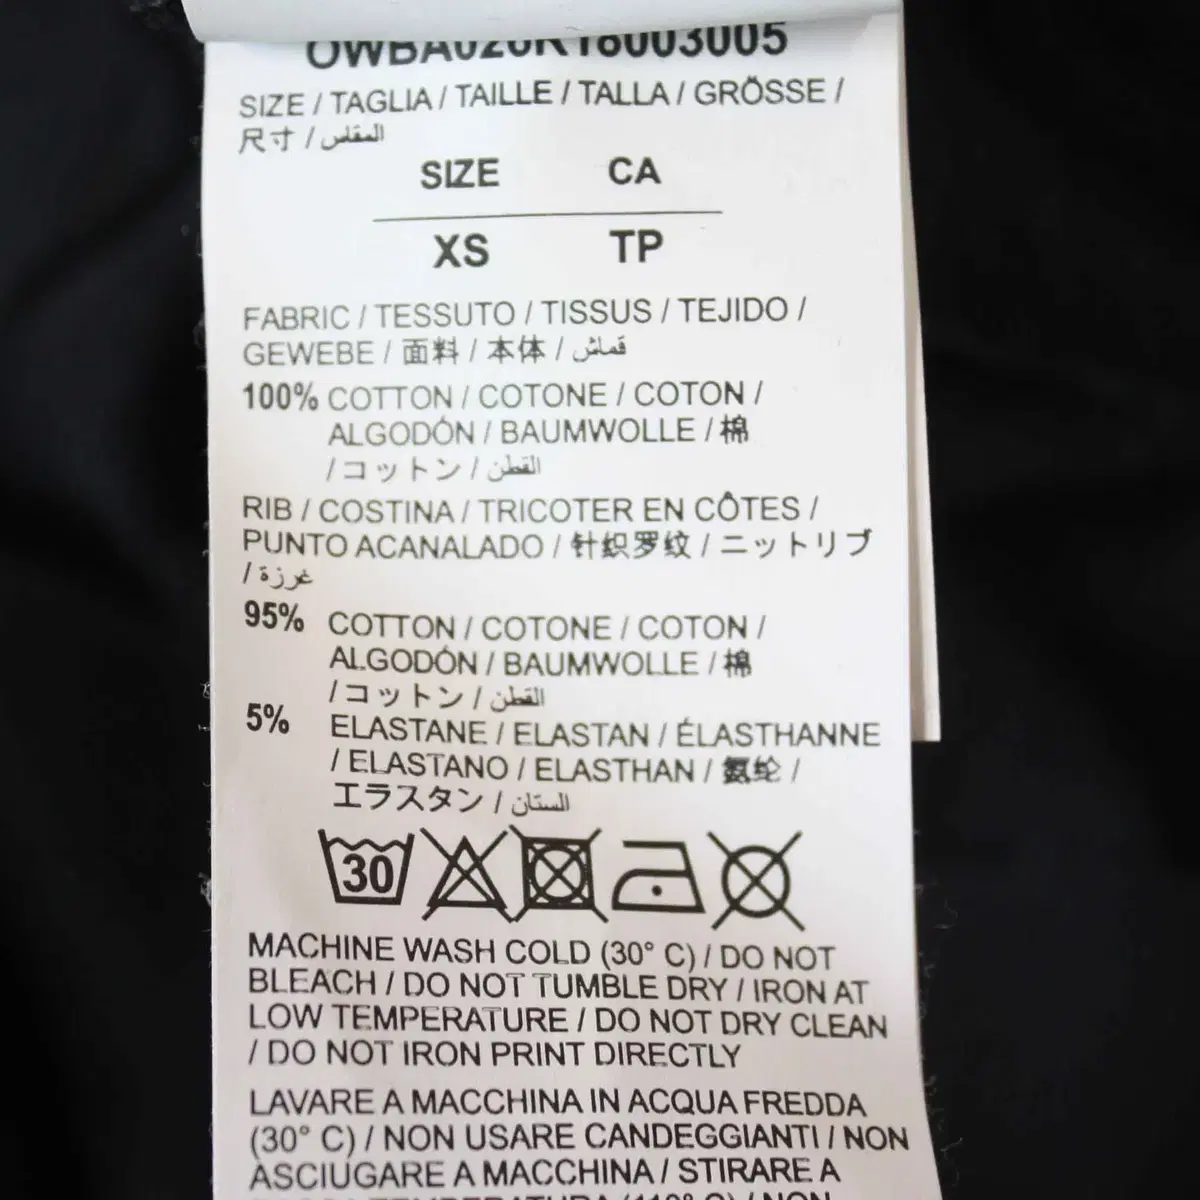 OWBA026R18003005
SIZE / TAGLIA / TAILLE / TALLA / GRÖSSE /
尺寸 / المقاس
SIZE CA
XS TP
FABRIC / TESSUTO / TISSUS / TEJIDO /
GEWEBE / 面料 / 本体 / قماش
100% COTTON / COTONE / COTON /
ALGODÓN / BAUMWOLLE / 棉
/ コットン / القطن
RIB / COSTINA / TRICOTER EN CÔTES /
PUNTO ACANALADO / 针织罗纹 / ニットリブ
/ غرزة
95% COTTON / COTONE / COTON /
ALGODÓN / BAUMWOLLE / 棉
/ コットン / القطن
5% ELASTANE / ELASTAN / ÉLASTHANNE
/ ELASTANO / ELASTHAN / 氨纶 /
エラスタン / الستان
30
MACHINE WASH COLD (30° C) / DO NOT
BLEACH / DO NOT TUMBLE DRY / IRON AT
LOW TEMPERATURE / DO NOT DRY CLEAN
/ DO NOT IRON PRINT DIRECTLY
LAVARE A MACCHINA IN ACQUA FREDDA
(30° C) / NON USARE CANDEGGIANTI / NON
ASCIUGARE A MACCHINA / STIRARE A
BASSA TEMPERATURA (110° C) / NON